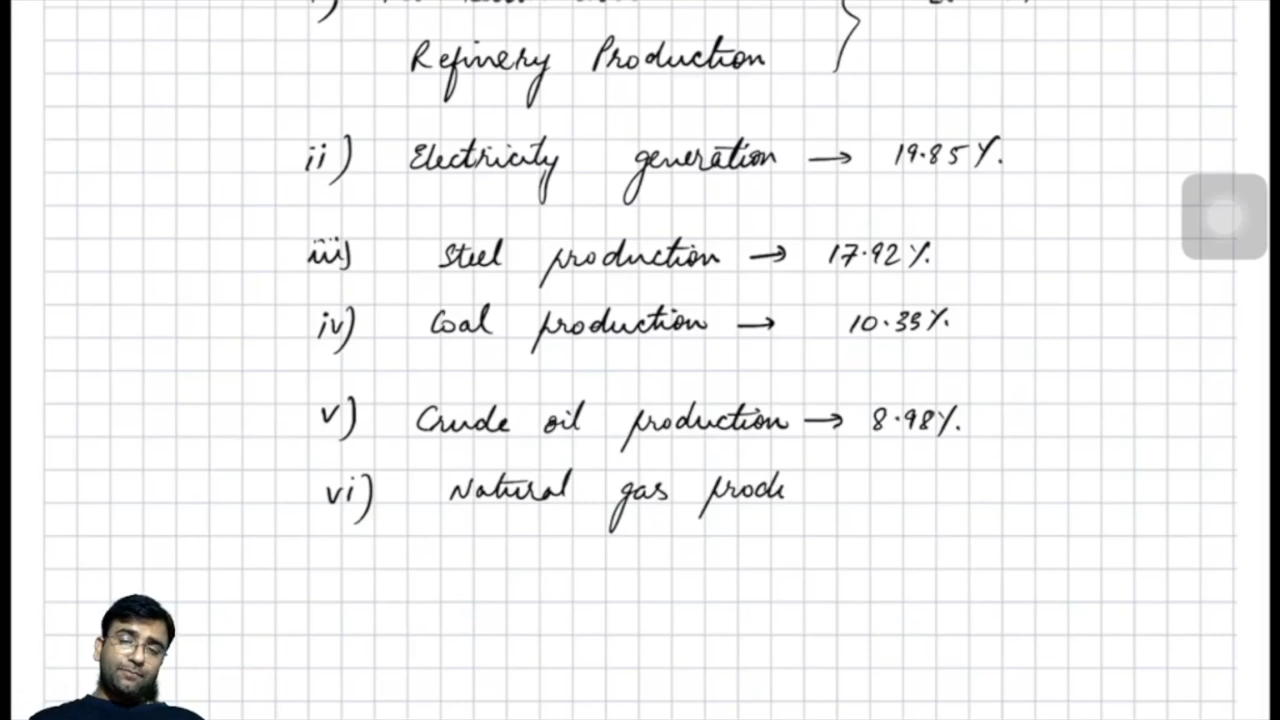 Refinery Production
ii) Electricity generation → 19.85%.
iii) Steel production → 17.92%.
iv) Coal production → 10.33%.
v) Crude oil production → 8.98%.
vi) Natural gas produ